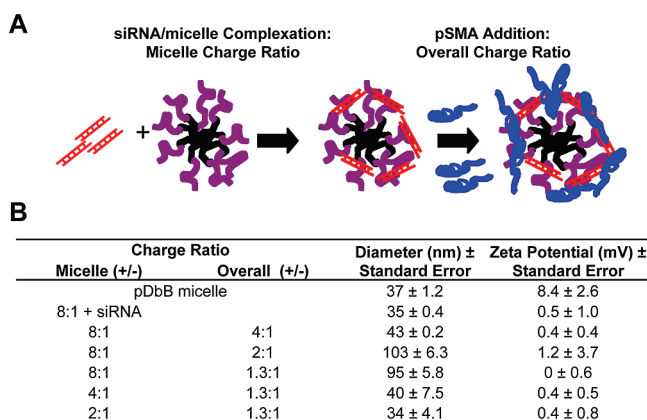 A
siRNA/micelle Complexation:
Micelle Charge Ratio
pSMA Addition:
Overall Charge Ratio
+
B
Charge Ratio Diameter (nm) ± Zeta Potential (mV) ±
Micelle (+/-) Overall (+/-) Standard Error Standard Error
pDbB micelle 37 ± 1.2 8.4 ± 2.6
8:1 + siRNA 35 ± 0.4 0.5 ± 1.0
8:1 4:1 43 ± 0.2 0.4 ± 0.4
8:1 2:1 103 ± 6.3 1.2 ± 3.7
8:1 1.3:1 95 ± 5.8 0 ± 0.6
4:1 1.3:1 40 ± 7.5 0.4 ± 0.5
2:1 1.3:1 34 ± 4.1 0.4 ± 0.8